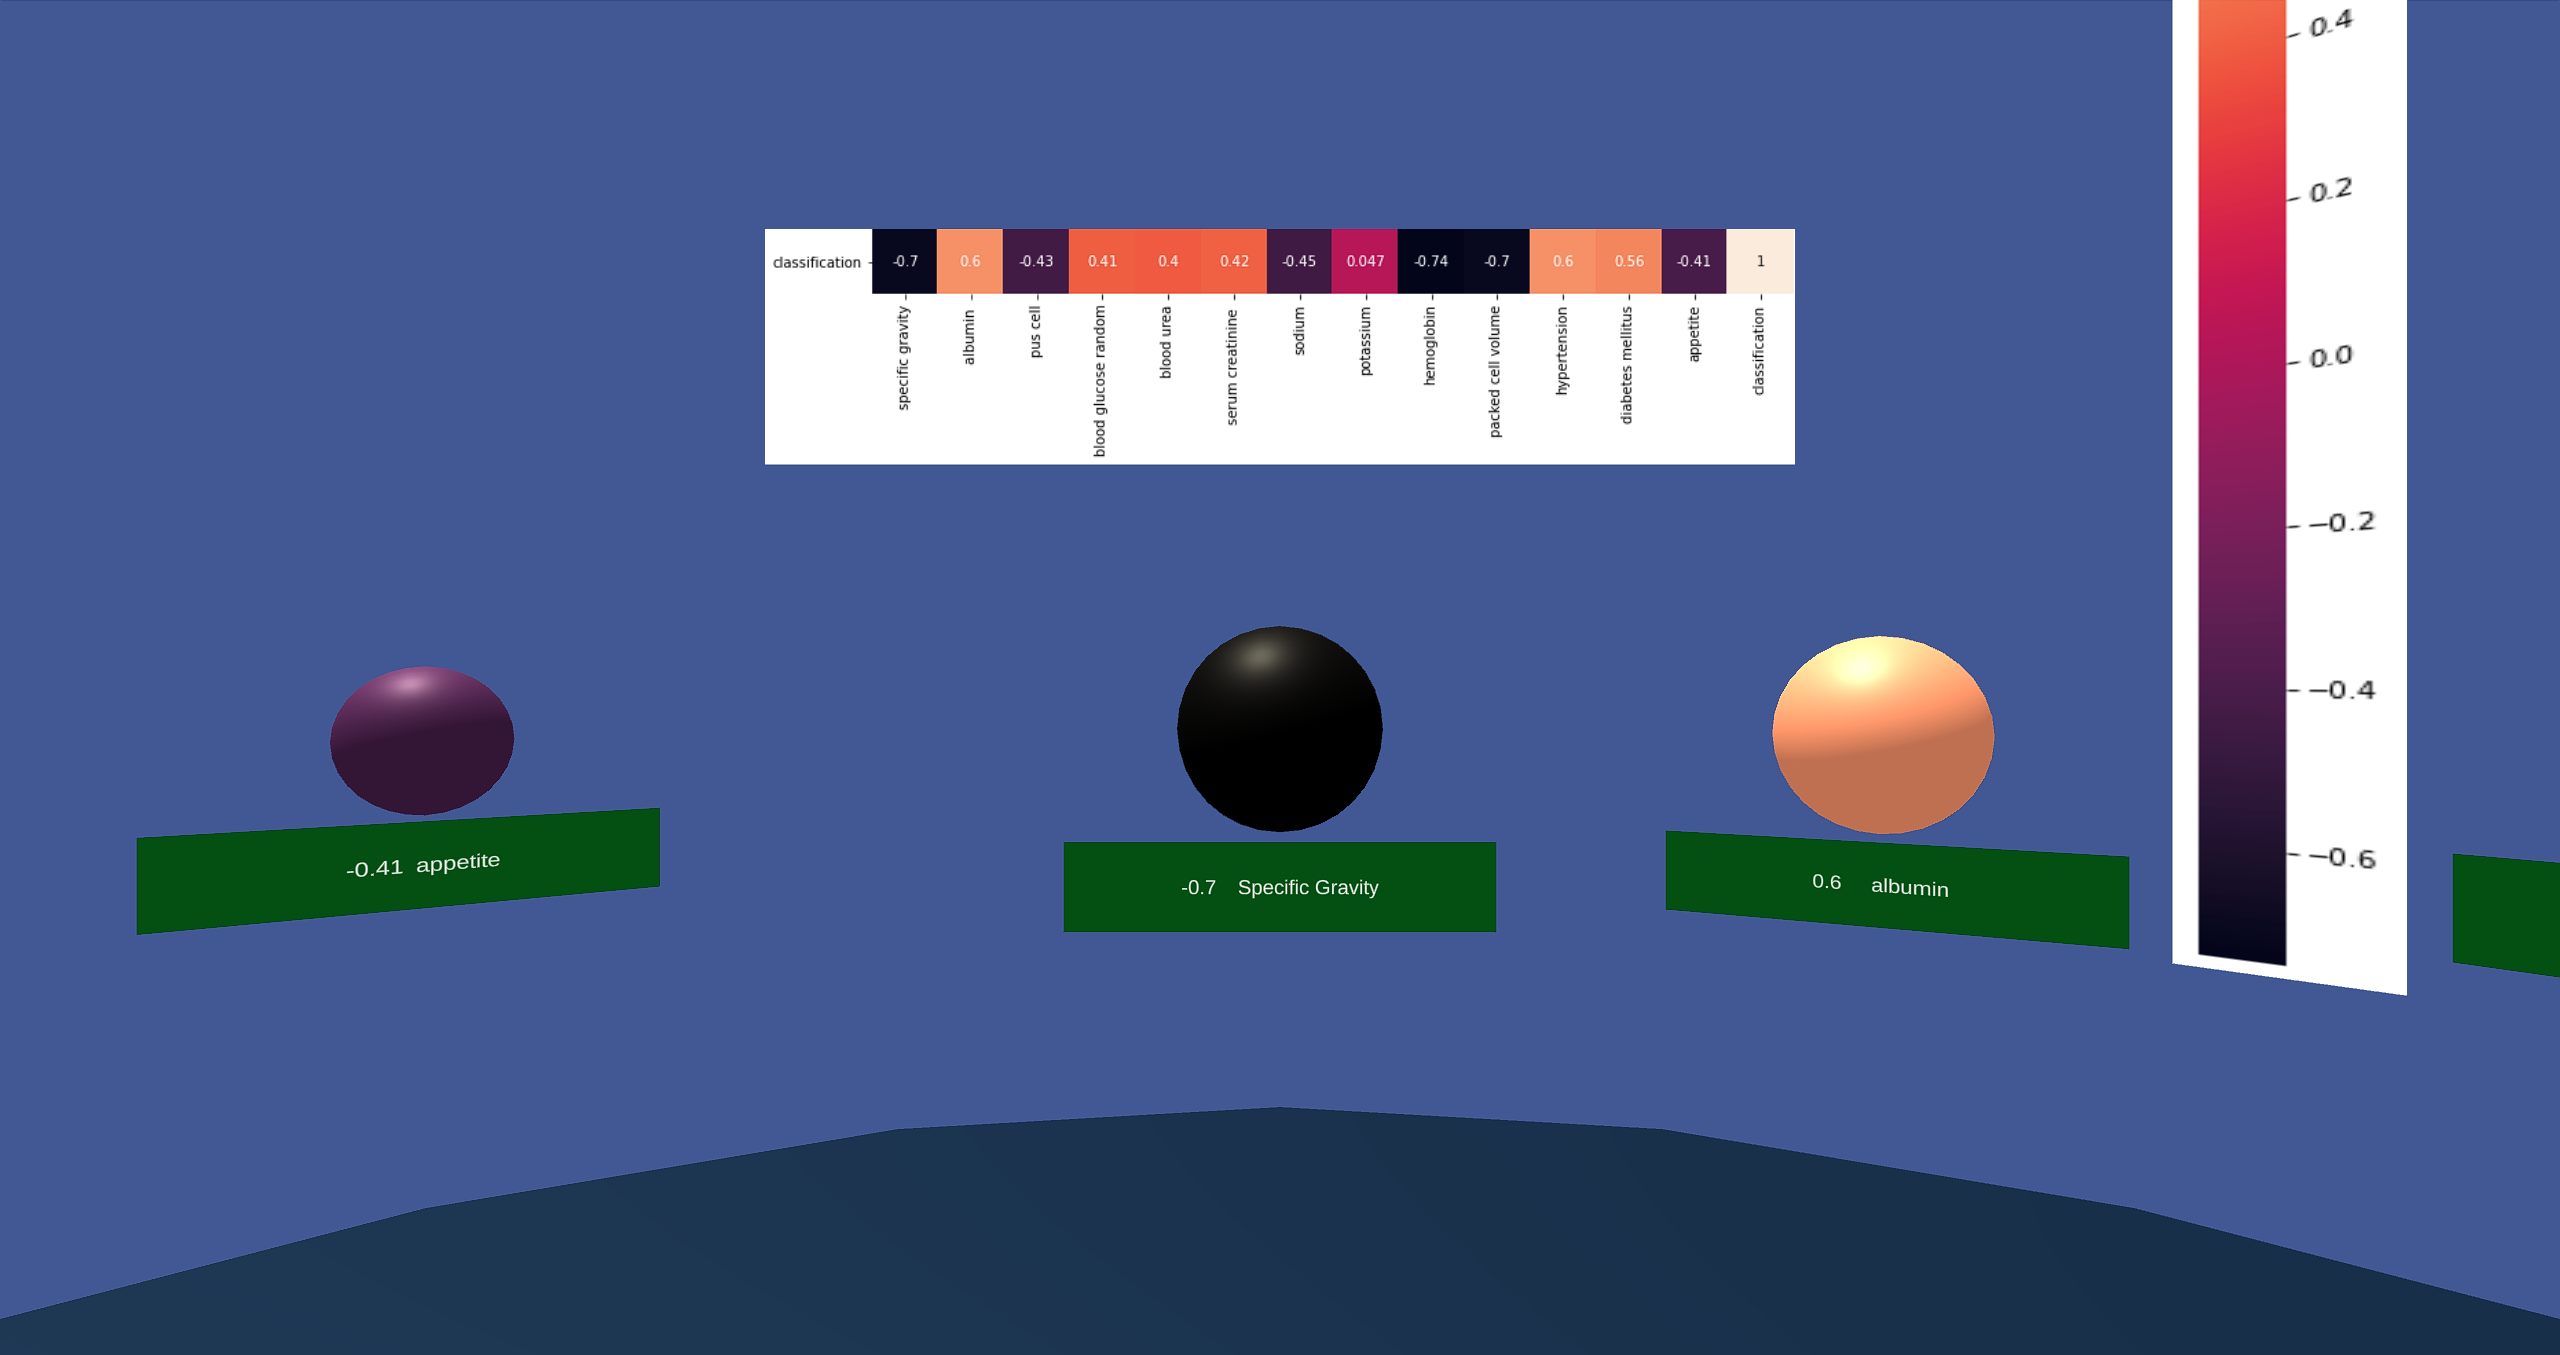 classification -0.7 0.6 -0.43 0.41 0.4 0.42 -0.45 0.047 -0.74 -0.7 0.6 0.56 -0.41 1
specific gravity
albumin
pus cell
blood glucose random
blood urea
serum creatinine
sodium
potassium
hemoglobin
packed cell volume
hypertension
diabetes mellitus
appetite
classification
0.4
0.2
0.0
−0.2
−0.4
−0.6
-0.41 appetite
-0.7 Specific Gravity
0.6 albumin